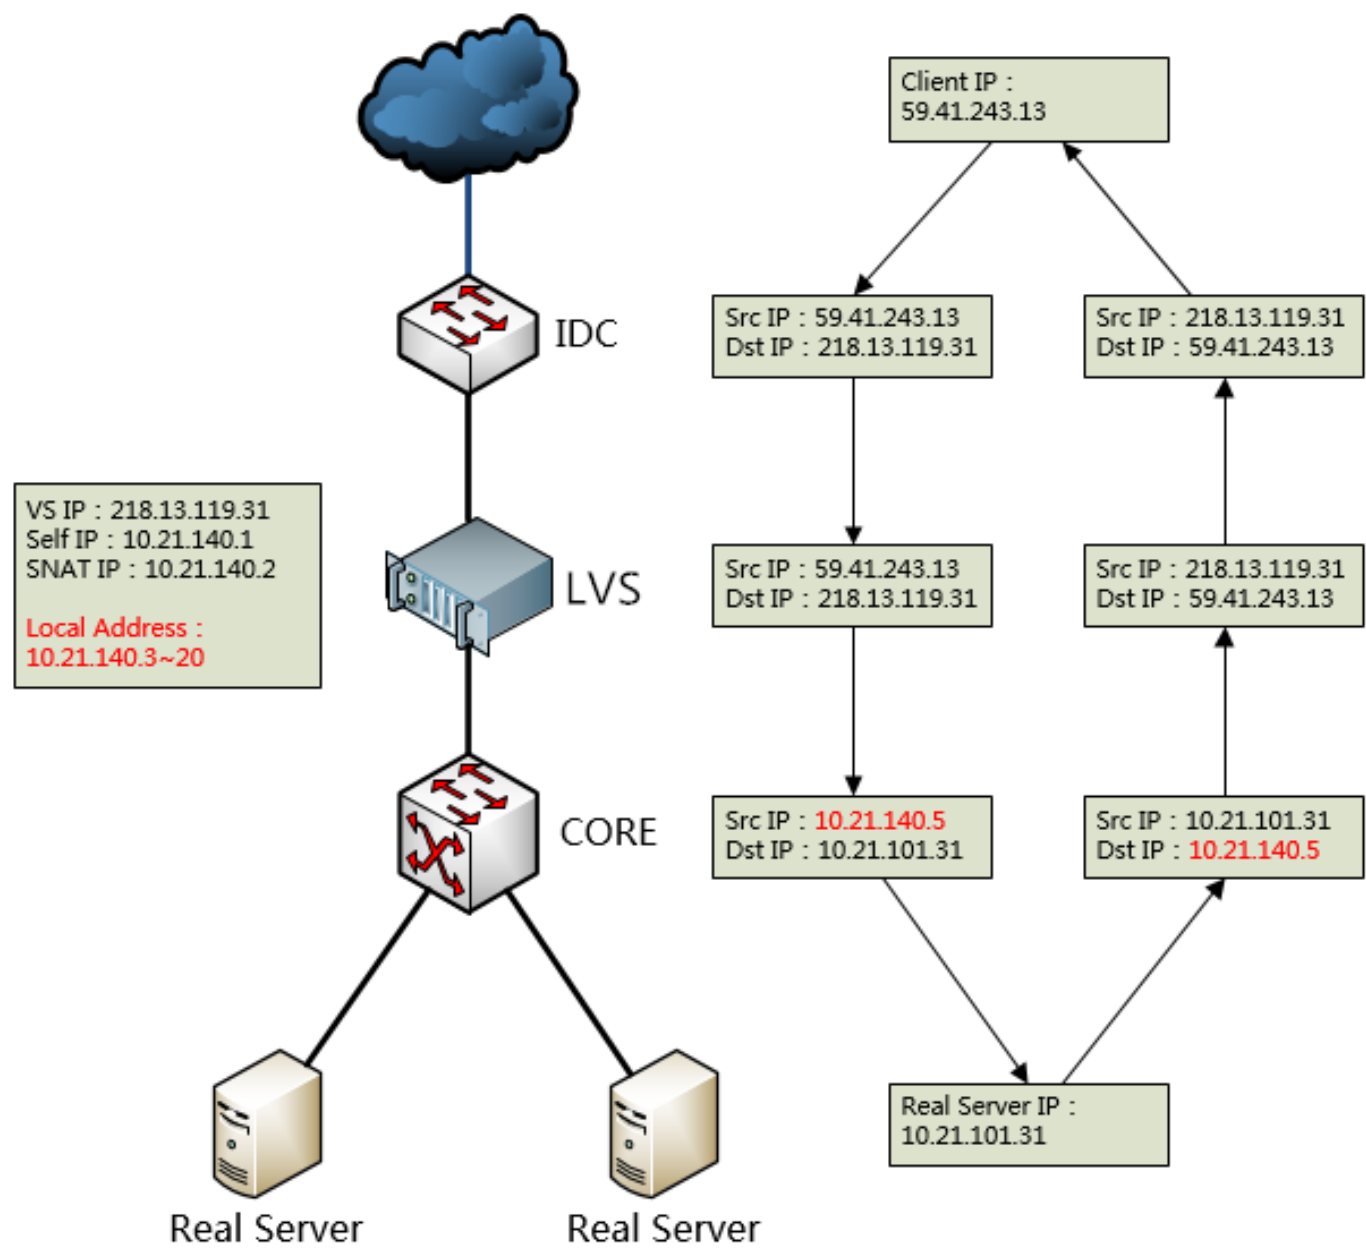 Client IP：
59.41.243.13
IDC
Src IP：59.41.243.13
Dst IP：218.13.119.31
Src IP：218.13.119.31
Dst IP：59.41.243.13
VS IP：218.13.119.31
Self IP：10.21.140.1
SNAT IP：10.21.140.2
Local Address：
10.21.140.3~20
LVS
Src IP：59.41.243.13
Dst IP：218.13.119.31
Src IP：218.13.119.31
Dst IP：59.41.243.13
CORE
Src IP：10.21.140.5
Dst IP：10.21.101.31
Src IP：10.21.101.31
Dst IP：10.21.140.5
Real Server IP：
10.21.101.31
Real Server
Real Server